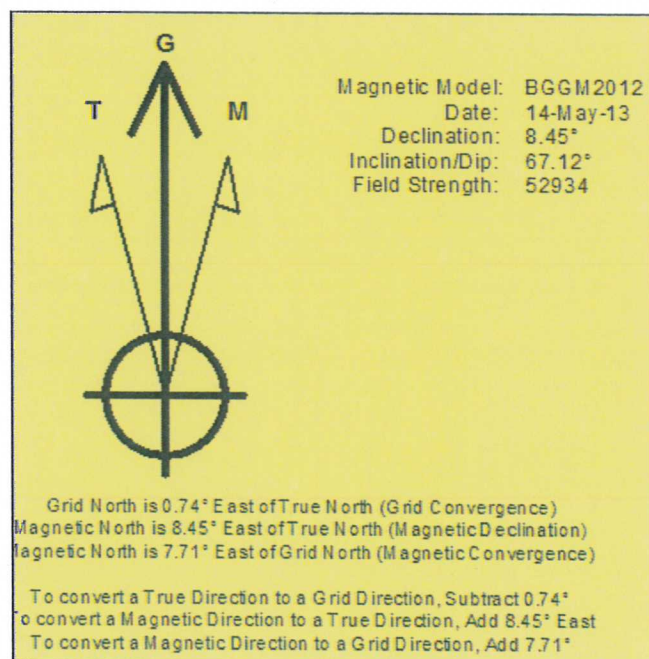 G
T
M
Magnetic Model: BGGM2012
Date: 14-May-13
Declination: 8.45°
Inclination/Dip: 67.12°
Field Strength: 52934
Grid North is 0.74° East of True North (Grid Convergence)
Magnetic North is 8.45° East of True North (Magnetic Declination)
Magnetic North is 7.71° East of Grid North (Magnetic Convergence)
To convert a True Direction to a Grid Direction, Subtract 0.74°
To convert a Magnetic Direction to a True Direction, Add 8.45° East
To convert a Magnetic Direction to a Grid Direction, Add 7.71°